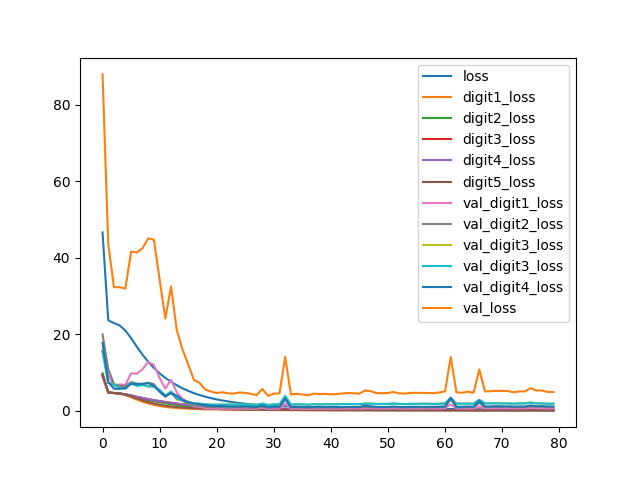 loss
digit1_loss
digit2_loss
digit3_loss
digit4_loss
digit5_loss
val_digit1_loss
val_digit2_loss
val_digit3_loss
val_digit3_loss
val_digit4_loss
val_loss
80
60
40
20
0
0 10 20 30 40 50 60 70 80